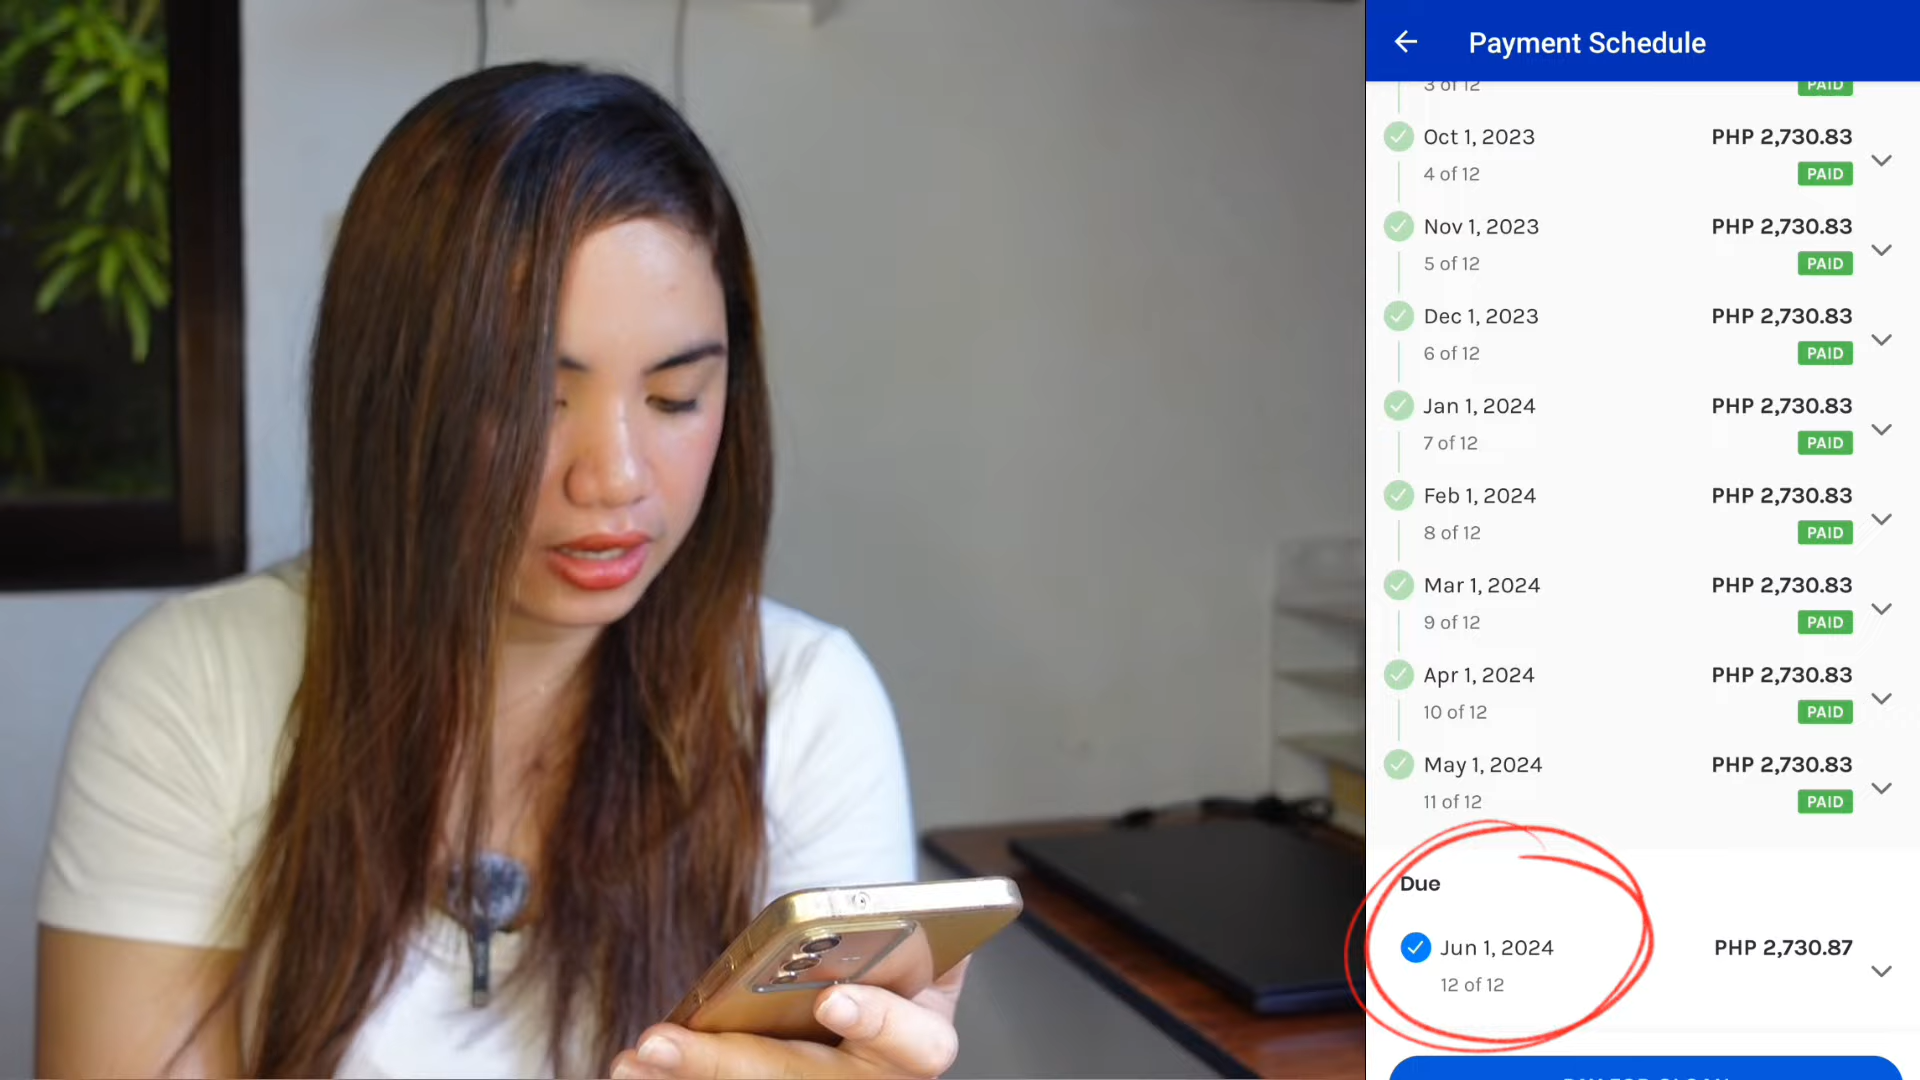 Payment Schedule
3 of 12
PAID
Oct 1, 2023 PHP 2,730.83
4 of 12 PAID
Nov 1, 2023 PHP 2,730.83
5 of 12 PAID
Dec 1, 2023 PHP 2,730.83
6 of 12 PAID
Jan 1, 2024 PHP 2,730.83
7 of 12 PAID
Feb 1, 2024 PHP 2,730.83
8 of 12 PAID
Mar 1, 2024 PHP 2,730.83
9 of 12 PAID
Apr 1, 2024 PHP 2,730.83
10 of 12 PAID
May 1, 2024 PHP 2,730.83
11 of 12 PAID
Due
Jun 1, 2024 PHP 2,730.87
12 of 12